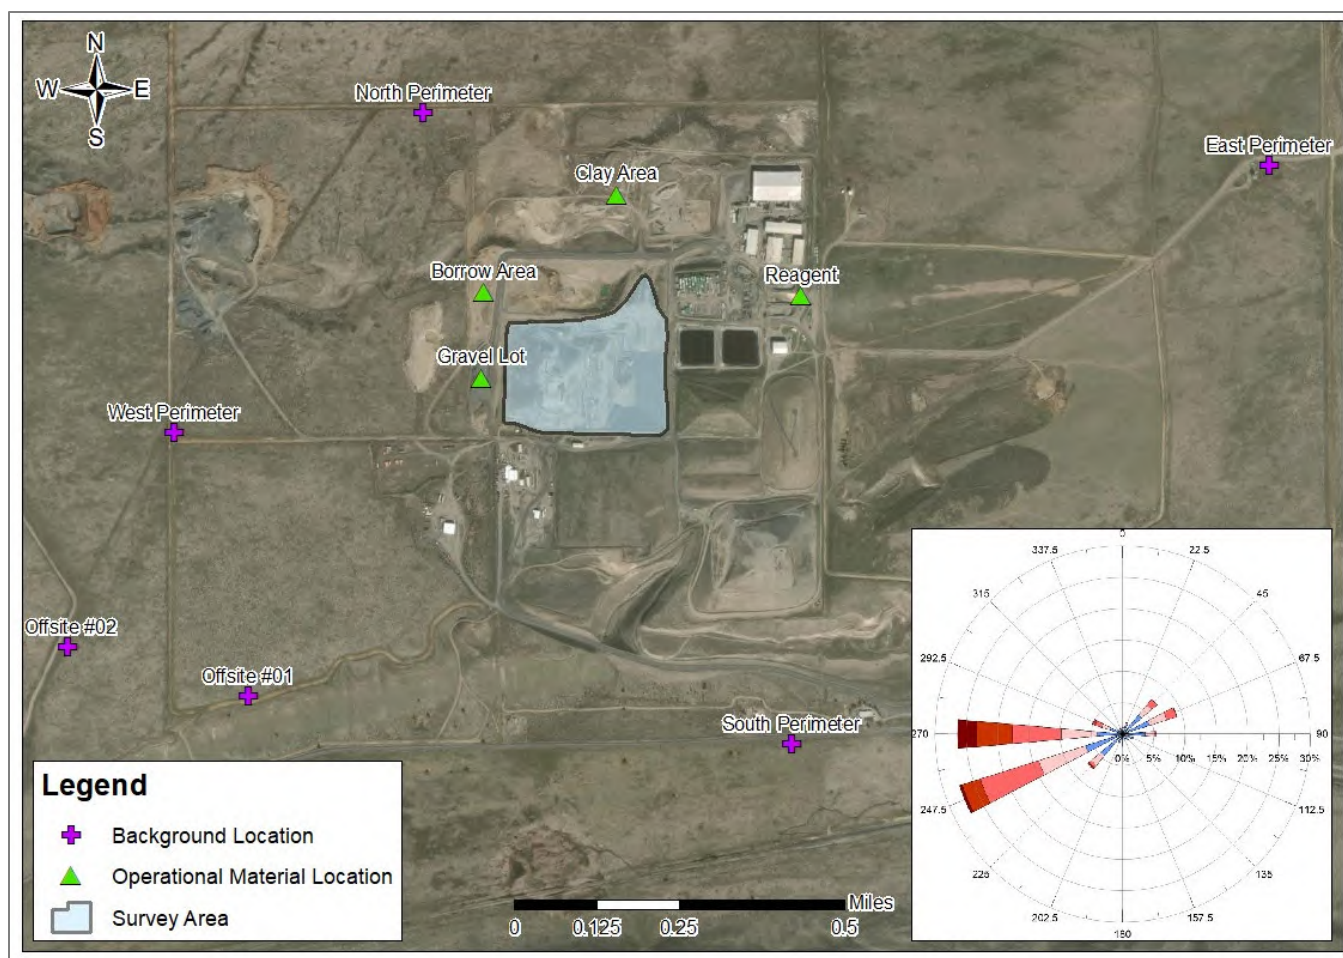 N
W E
S
North Perimeter
East Perimeter
Clay Area
Borrow Area
Reagent
Gravel Lot
West Perimeter
Offsite #02
Offsite #01
South Perimeter
0
337.5 22.5
315 45
292.5 67.5
270 90
0% 5% 10% 15% 20% 25% 30%
247.5 112.5
225 135
202.5 157.5
180
Legend
Background Location
Operational Material Location
Survey Area
Miles
0 0.125 0.25 0.5